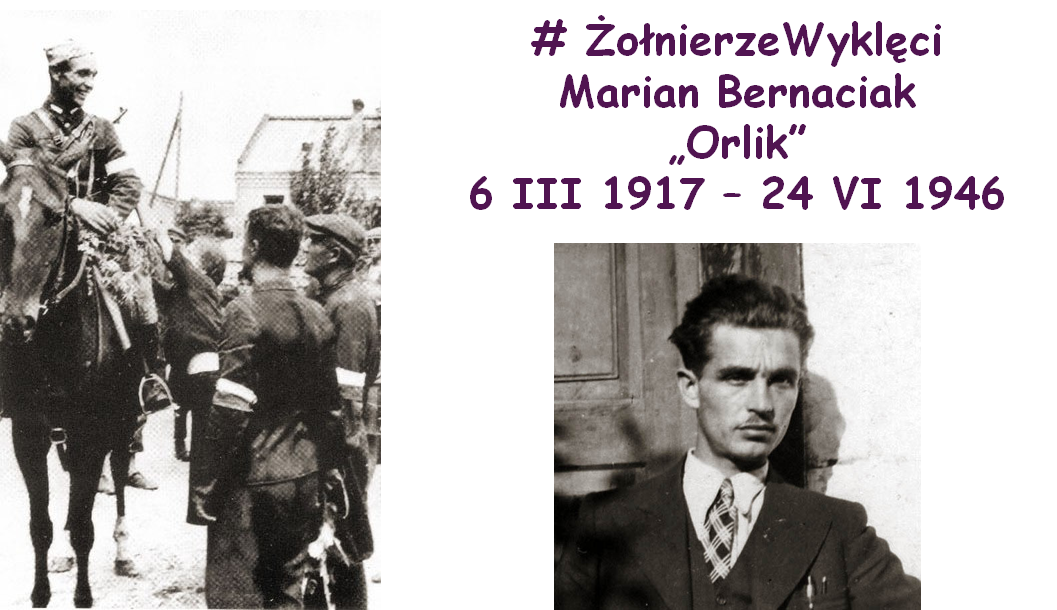 # ŻołnierzeWyklęci
Marian Bernaciak
„Orlik”
6 III 1917 – 24 VI 1946